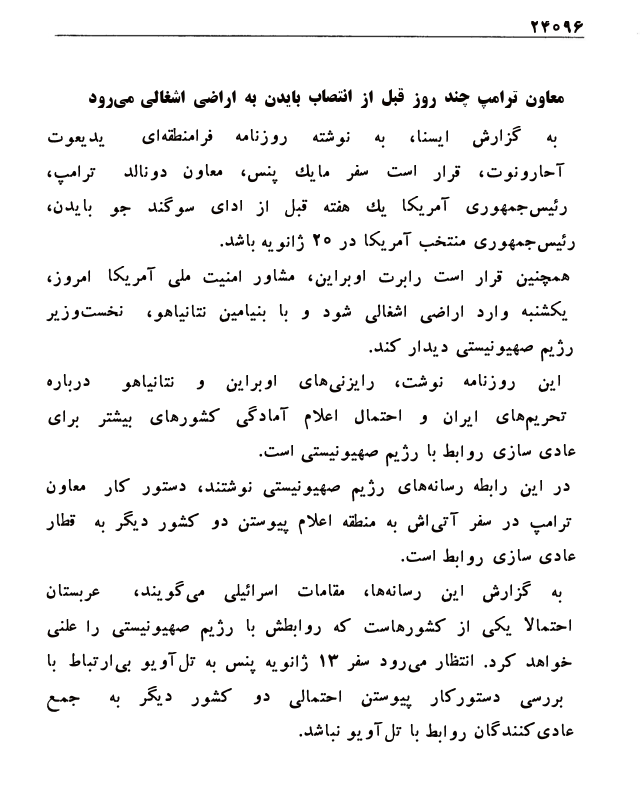 ۲۴۰۹۶
معاون ترامپ چند روز قبل از انتصاب بایدن به اراضی اشغالی می‌رود
به گزارش ایسنا، به نوشته روزنامه فرامنطقه‌ای یدیعوت
آحارونوت، قرار است سفر مایك پنس، معاون دونالد ترامپ،
رئیس‌جمهوری آمریکا یك هفته قبل از ادای سوگند جو بایدن،
رئیس‌جمهوری منتخب آمریکا در ۲۰ ژانویه باشد.
همچنین قرار است رابرت اوبراین، مشاور امنیت ملی آمریکا امروز،
یکشنبه وارد اراضی اشغالی شود و با بنیامین نتانیاهو، نخست‌وزیر
رژیم صهیونیستی دیدار کند.
این روزنامه نوشت، رایزنی‌های اوبراین و نتانیاهو درباره
تحریم‌های ایران و احتمال اعلام آمادگی کشورهای بیشتر برای
عادی سازی روابط با رژیم صهیونیستی است.
در این رابطه رسانه‌های رژیم صهیونیستی نوشتند، دستور کار معاون
ترامپ در سفر آتی‌اش به منطقه اعلام پیوستن دو کشور دیگر به قطار
عادی سازی روابط است.
به گزارش این رسانه‌ها، مقامات اسرائیلی می‌گویند، عربستان
احتمالا یکی از کشورهاست که روابطش با رژیم صهیونیستی را علنی
خواهد کرد. انتظار می‌رود سفر ۱۳ ژانویه پنس به تل‌آویو بی‌ارتباط با
بررسی دستورکار پیوستن احتمالی دو کشور دیگر به جمع
عادی‌کنندگان روابط با تل‌آویو نباشد.